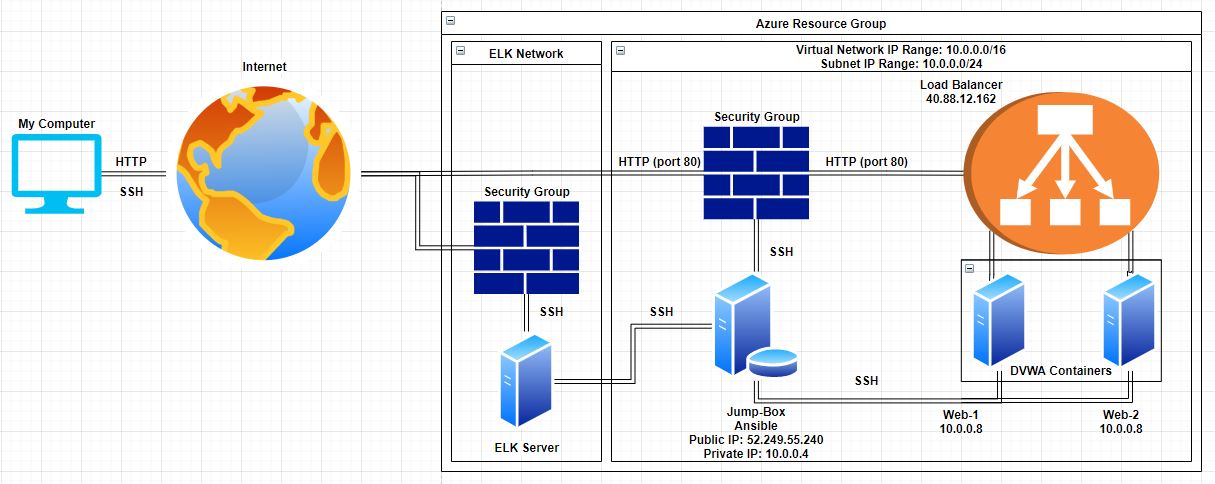 Azure Resource Group
ELK Network
Virtual Network IP Range: 10.0.0.0/16
Subnet IP Range: 10.0.0.0/24
Internet
My Computer
HTTP
SSH
Load Balancer
40.88.12.162
Security Group
HTTP (port 80)
HTTP (port 80)
Security Group
SSH
SSH
SSH
ELK Server
SSH
DVWA Containers
Jump-Box
Ansible
Public IP: 52.249.55.240
Private IP: 10.0.0.4
Web-1
10.0.0.8
Web-2
10.0.0.8